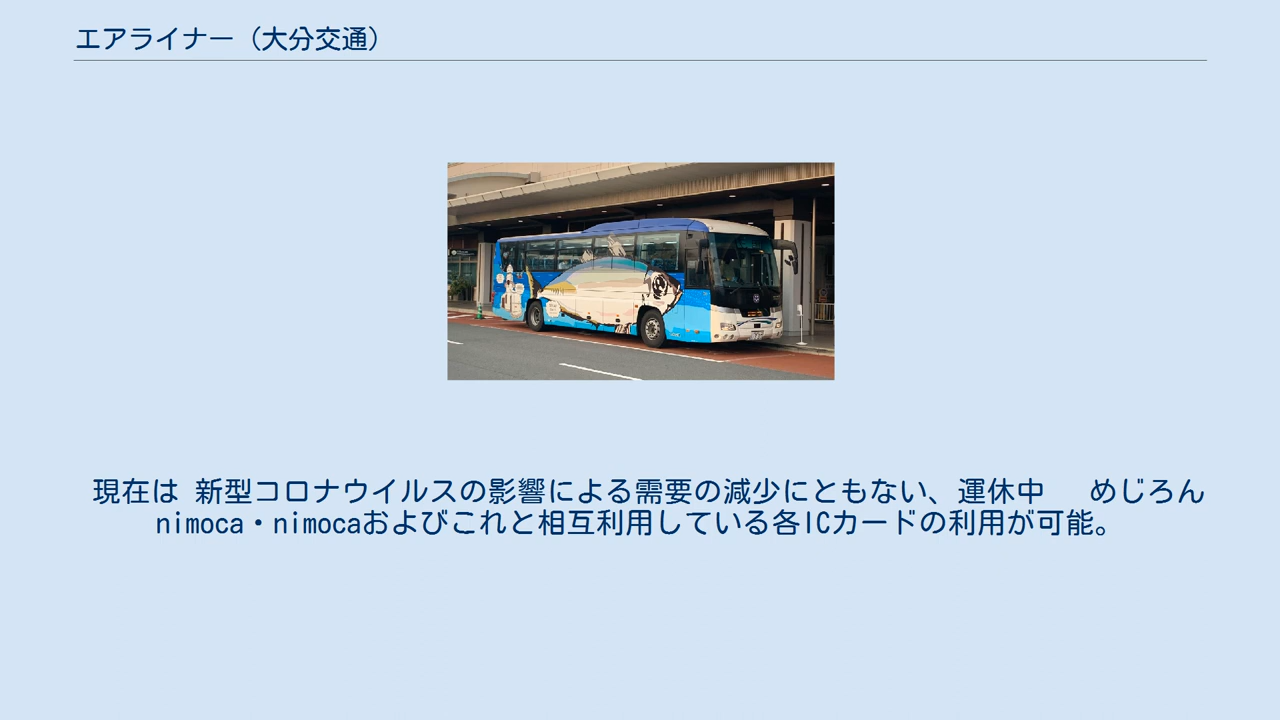 エアライナー（大分交通）
現在は 新型コロナウイルスの影響による需要の減少にともない、運休中　めじろん
nimoca・nimocaおよびこれと相互利用している各ICカードの利用が可能。